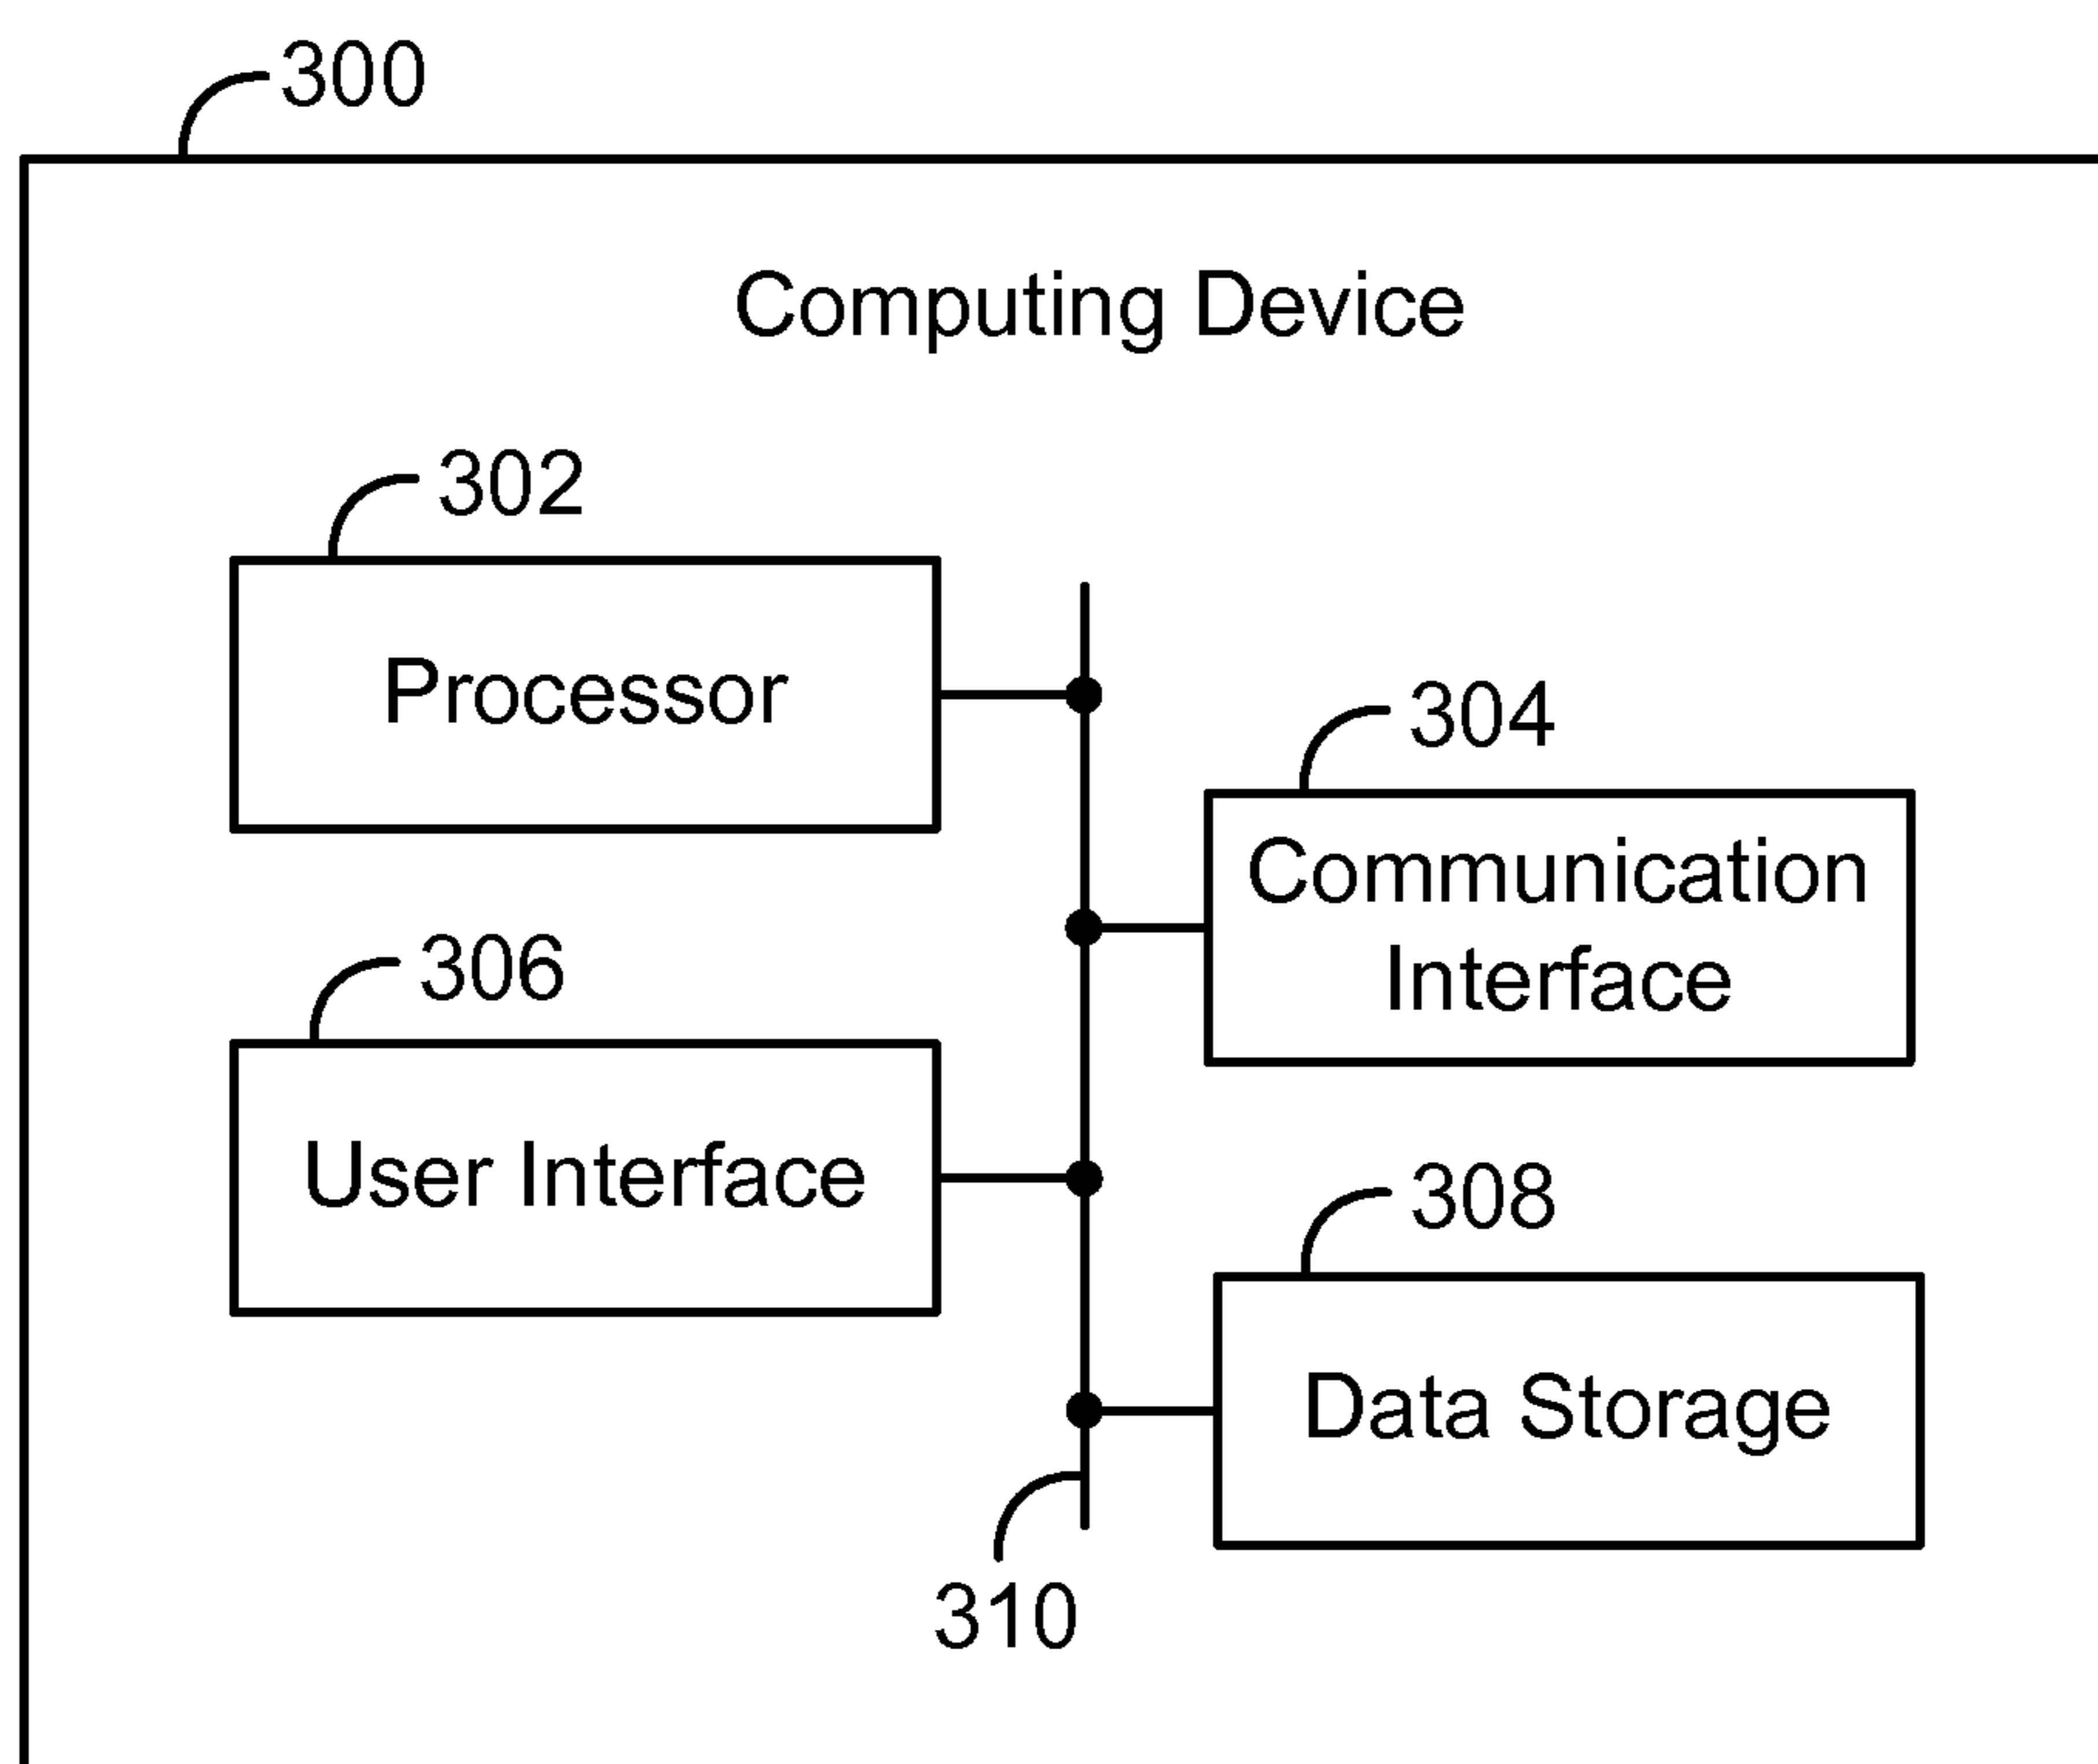 300
Computing Device
302
Processor
304
Communication
Interface
306
User Interface
308
Data Storage
310